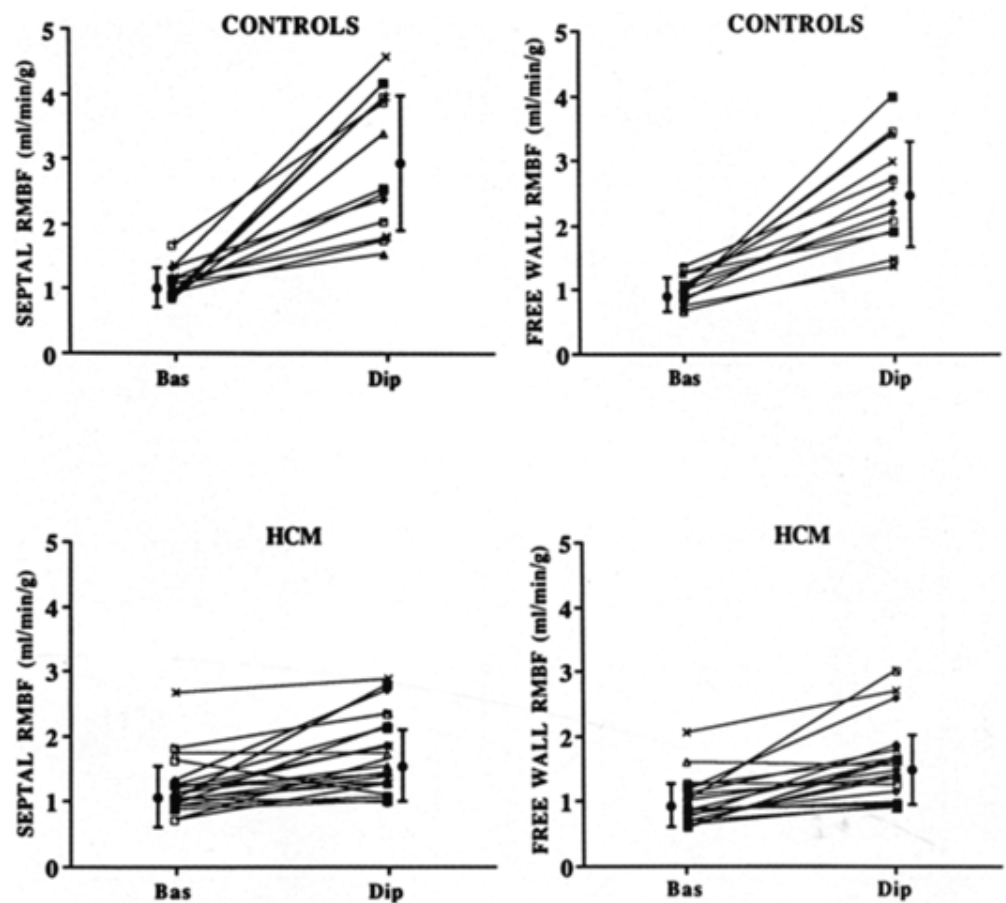 CONTROLS
SEPTAL RMBF (ml/min/g)
5
4
3
2
1
0
Bas Dip
CONTROLS
FREE WALL RMBF (ml/min/g)
5
4
3
2
1
0
Bas Dip
HCM
SEPTAL RMBF (ml/min/g)
5
4
3
2
1
0
Bas Dip
HCM
FREE WALL RMBF (ml/min/g)
5
4
3
2
1
0
Bas Dip